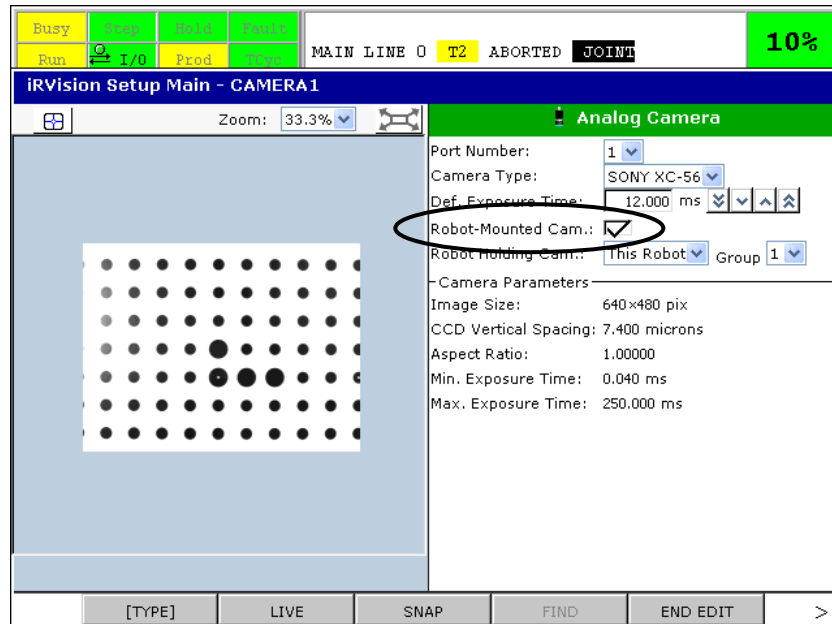 Busy Step Hold Fault
Run I/O Prod TCyc MAIN LINE 0 T2 ABORTED JOINT 10%
iRVision Setup Main - CAMERA1
Zoom: 33.3% Analog Camera
Port Number: 1
Camera Type: SONY XC-56
Def. Exposure Time: 12.000 ms
Robot-Mounted Cam.:
Robot Holding Cam.: This Robot Group 1
Camera Parameters
Image Size: 640×480 pix
CCD Vertical Spacing: 7.400 microns
Aspect Ratio: 1.00000
Min. Exposure Time: 0.040 ms
Max. Exposure Time: 250.000 ms
[TYPE] LIVE SNAP FIND END EDIT >